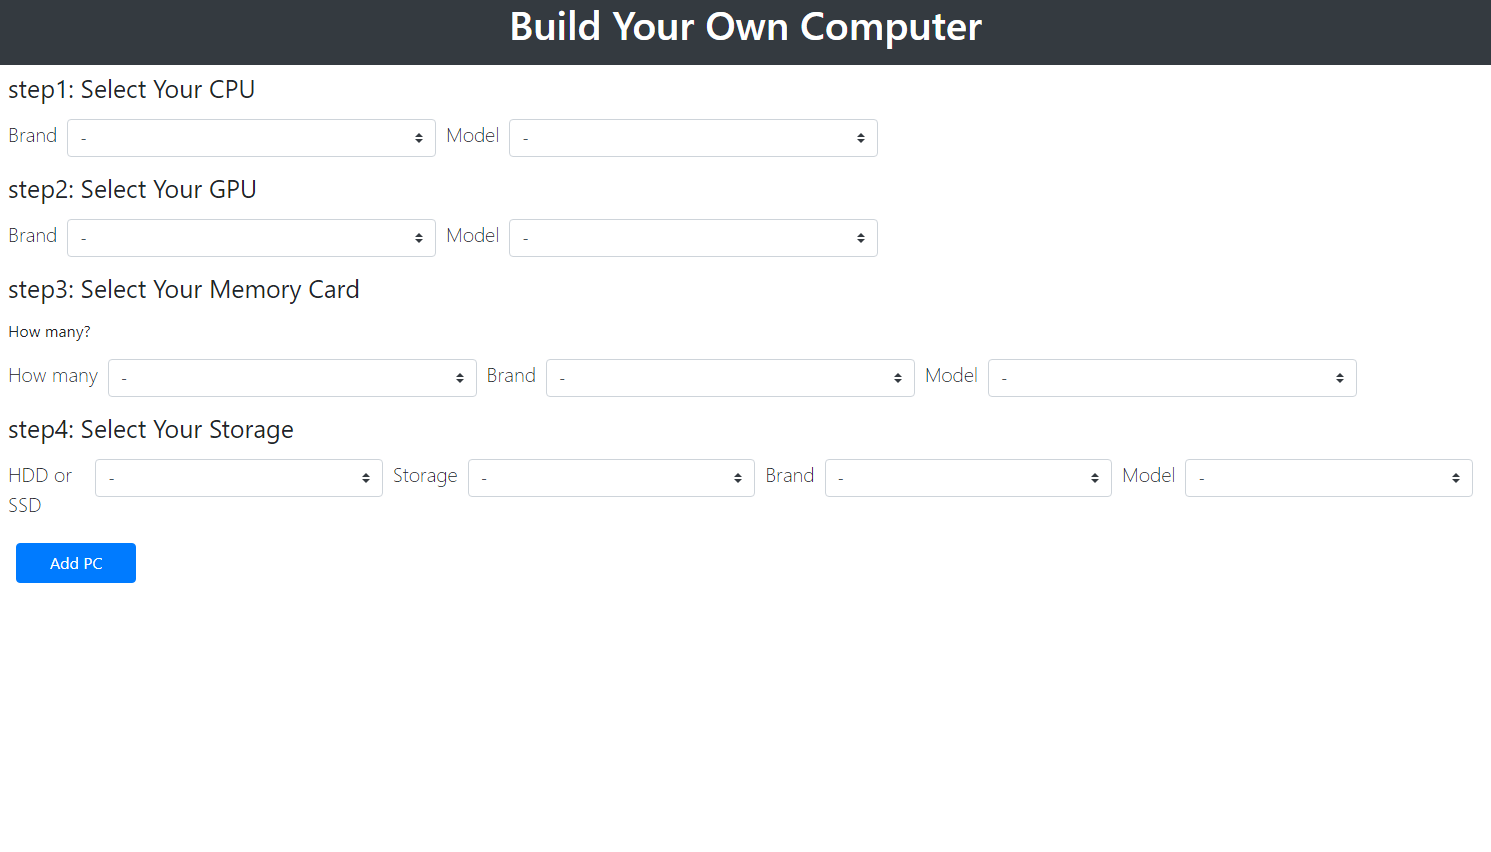 Build Your Own Computer
step1: Select Your CPU
Brand - Model -
step2: Select Your GPU
Brand - Model -
step3: Select Your Memory Card
How many?
How many - Brand - Model -
step4: Select Your Storage
HDD or SSD - Storage - Brand - Model -
Add PC